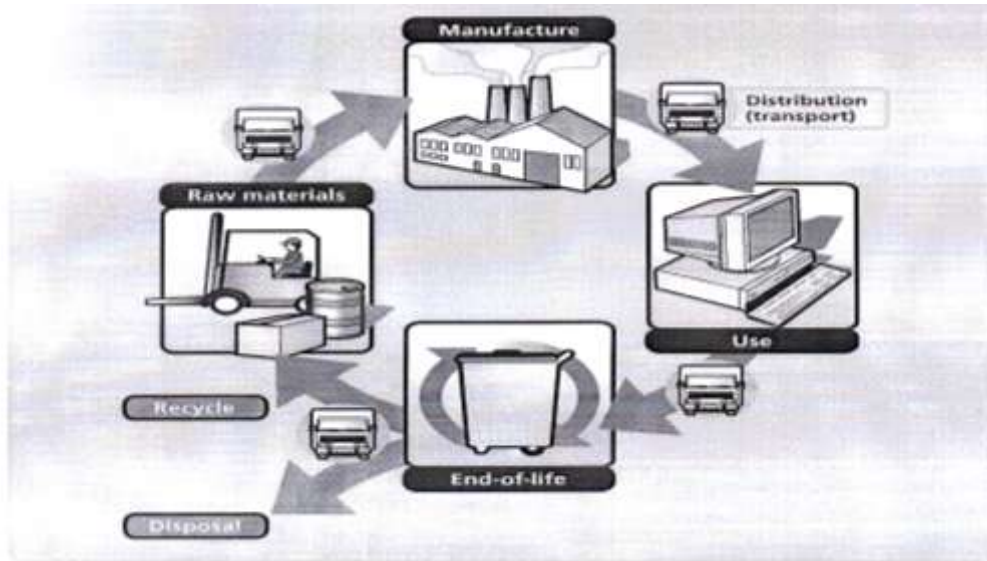 Manufacture
Distribution
(transport)
Raw materials
Use
Recycle
End-of-life
Disposal